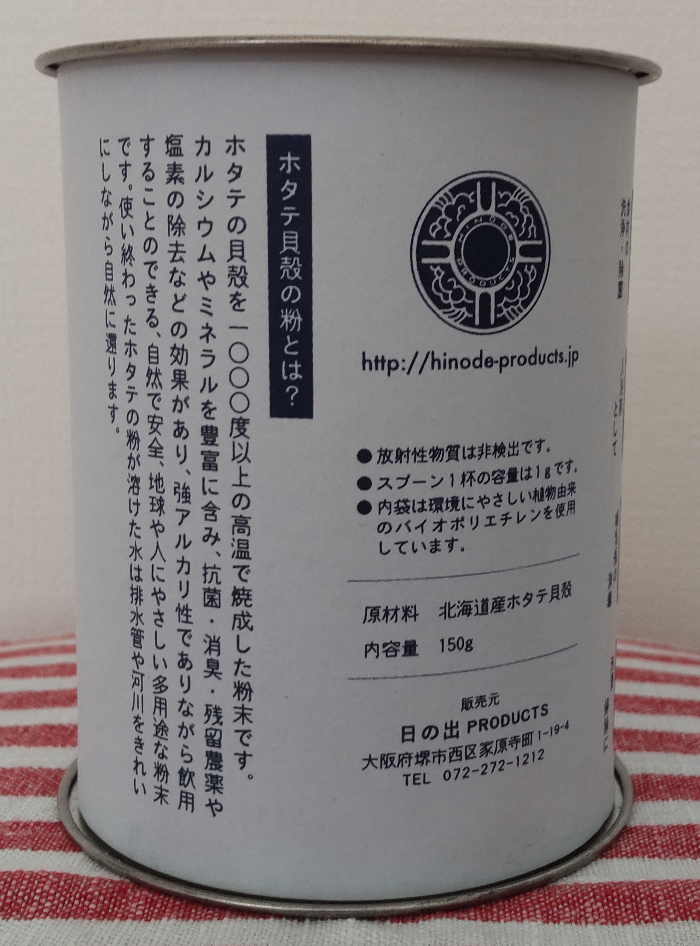 ホタテ貝殻の粉とは？
ホタテの貝殻を一〇〇〇度以上の高温で焼成した粉末です。
カルシウムやミネラルを豊富に含み、抗菌・消臭・残留農薬や
塩素の除去などの効果があり、強アルカリ性でありながら飲用
することのできる、自然で安全、地球や人にやさしい多用途な粉末
です。使い終わったホタテの粉が溶けた水は排水管や河川をきれい
にしながら自然に還ります。
HINODE
PRODUCTS
http://hinode-products.jp
●放射性物質は非検出です。
●スプーン1杯の容量は1gです。
●内袋は環境にやさしい植物由来
のバイオポリエチレンを使用
しています。
原材料 北海道産ホタテ貝殻
内容量 150g
販売元
日の出 PRODUCTS
大阪府堺市西区家原寺町1-19-4
TEL 072-272-1212
として